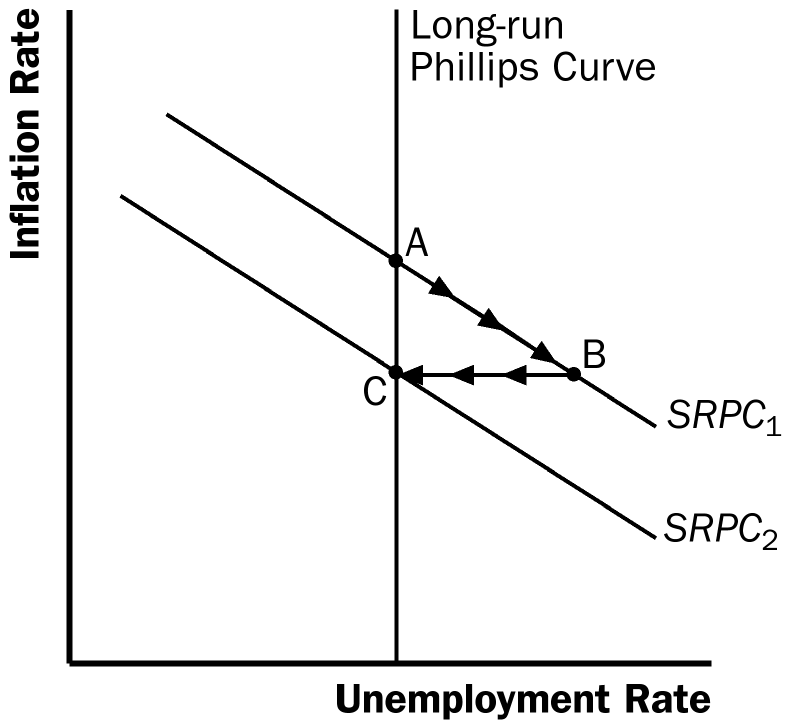 Inflation Rate
Long-run
Phillips Curve
A
B
C
SRPC₁
SRPC₂
Unemployment Rate